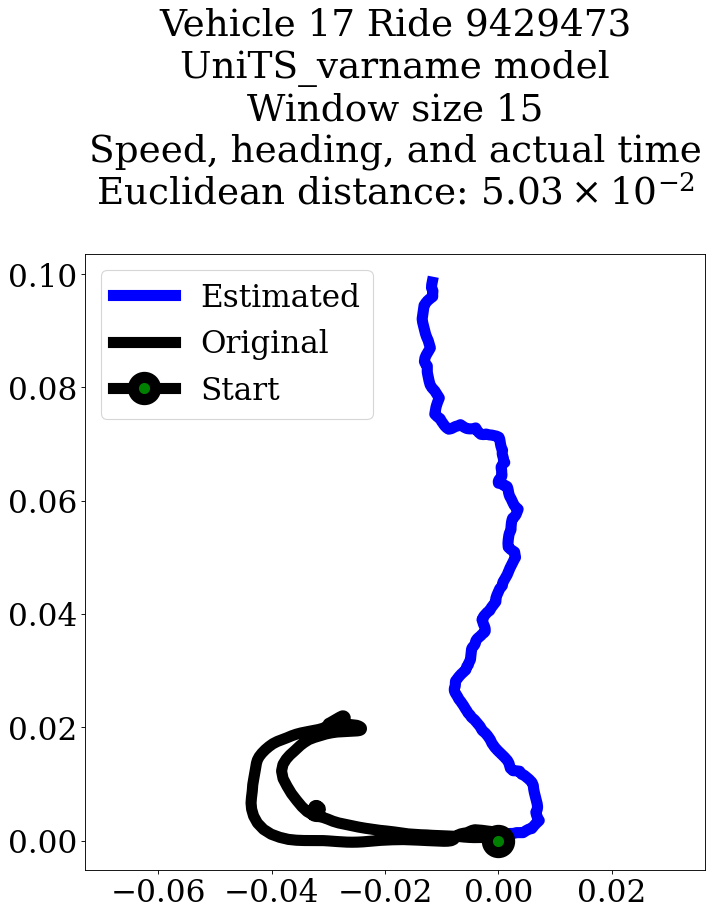 Vehicle 17 Ride 9429473
UniTS_varname model
Window size 15
Speed, heading, and actual time
Euclidean distance: 5.03 × 10⁻²
Estimated
Original
Start
0.10
0.08
0.06
0.04
0.02
0.00
−0.06 −0.04 −0.02 0.00 0.02